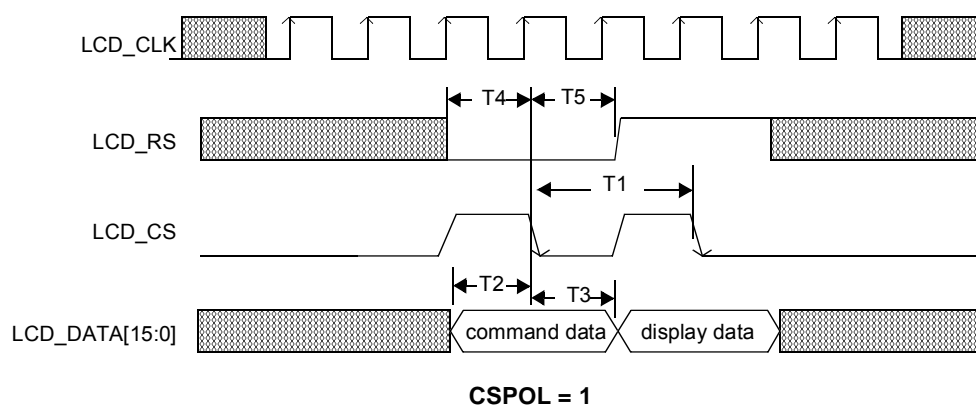 LCD_CLK
T4
T5
LCD_RS
T1
LCD_CS
T2
T3
LCD_DATA[15:0]
command data
display data
CSPOL = 1